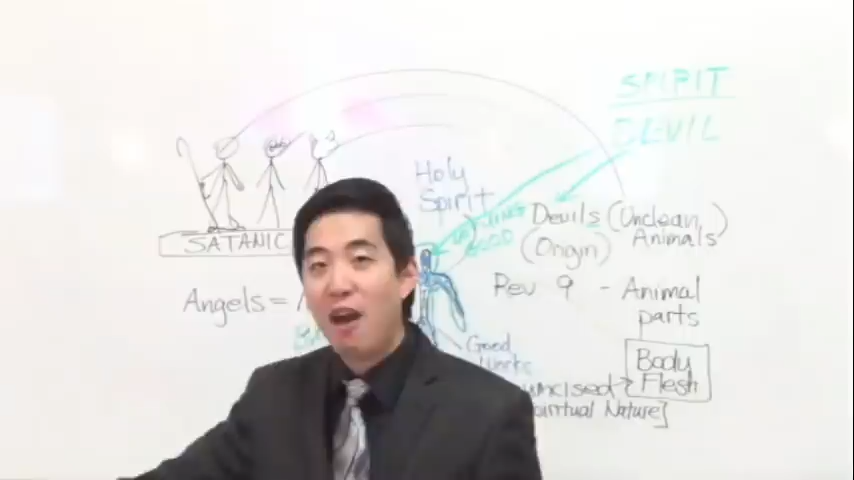 SPIRIT
DEVIL
Holy
Spirit
Devils (Unclean
Animals)
(Origin)
GOOD
SATANIC
Angels =
Rev 9 - Animal
parts
Good
Works
Body
Flesh
Nature]